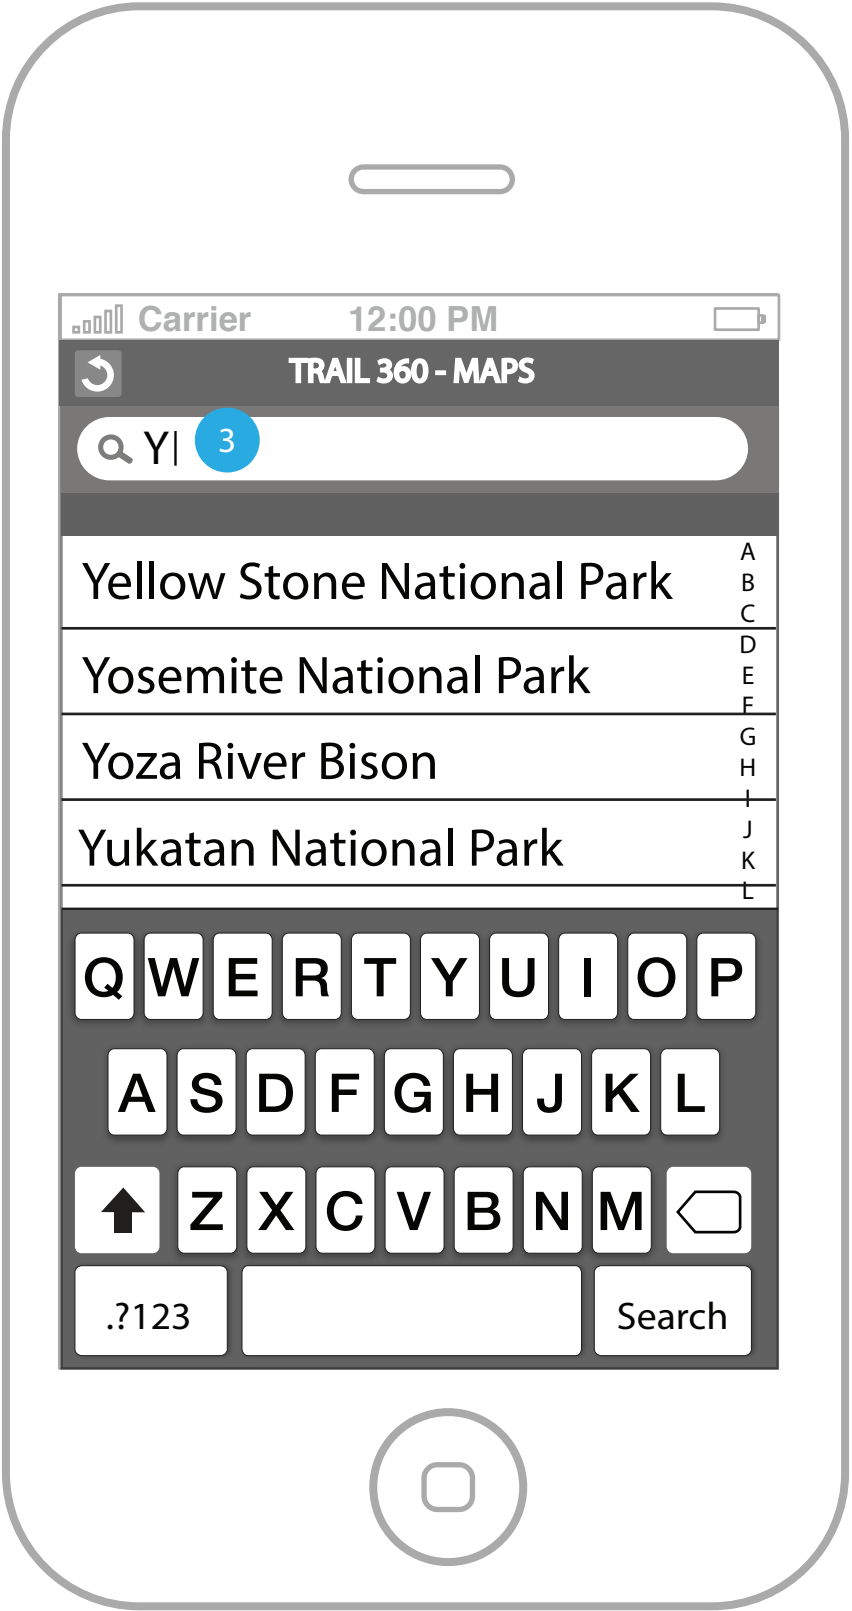 Carrier 12:00 PM
TRAIL 360 - MAPS
Y 3
Yellow Stone National Park
Yosemite National Park
Yoza River Bison
Yukatan National Park
A
B
C
D
E
F
G
H
I
J
K
L
Q W E R T Y U I O P
A S D F G H J K L
Z X C V B N M
.?123 Search